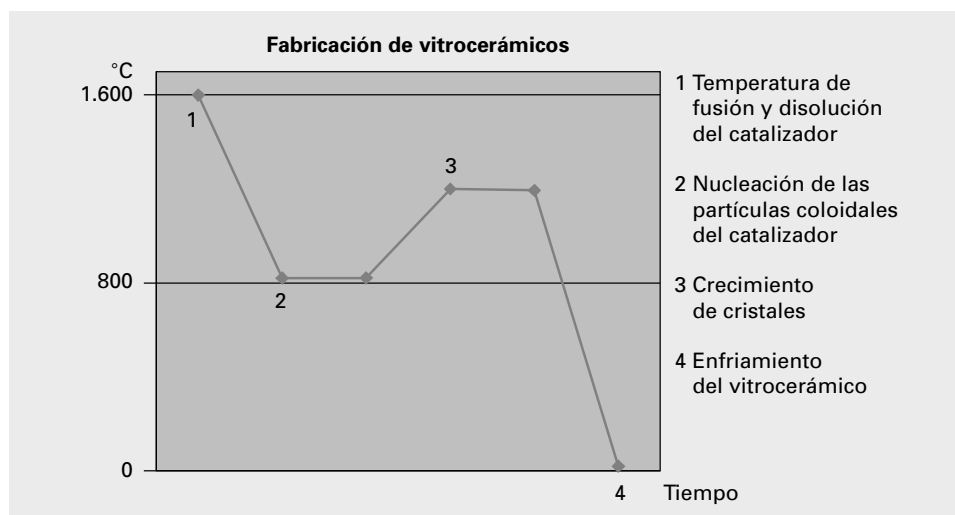 Fabricación de vitrocerámicos
°C
1.600
800
0
1
2
3
4
Tiempo
1 Temperatura de
fusión y disolución
del catalizador
2 Nucleación de las
partículas coloidales
del catalizador
3 Crecimiento
de cristales
4 Enfriamiento
del vitrocerámico